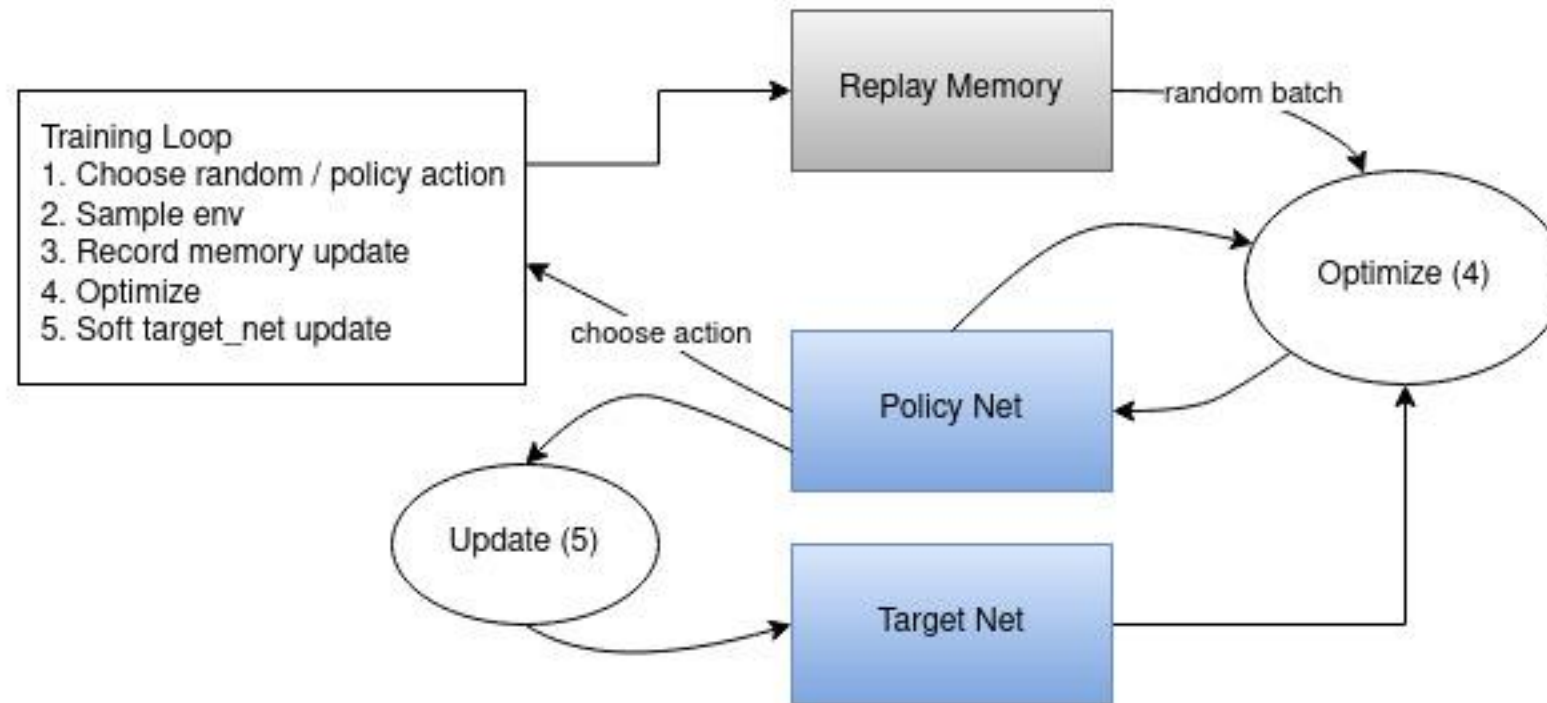 Replay Memory
random batch
Training Loop
1. Choose random / policy action
2. Sample env
3. Record memory update
4. Optimize
5. Soft target_net update
Optimize (4)
choose action
Policy Net
Update (5)
Target Net